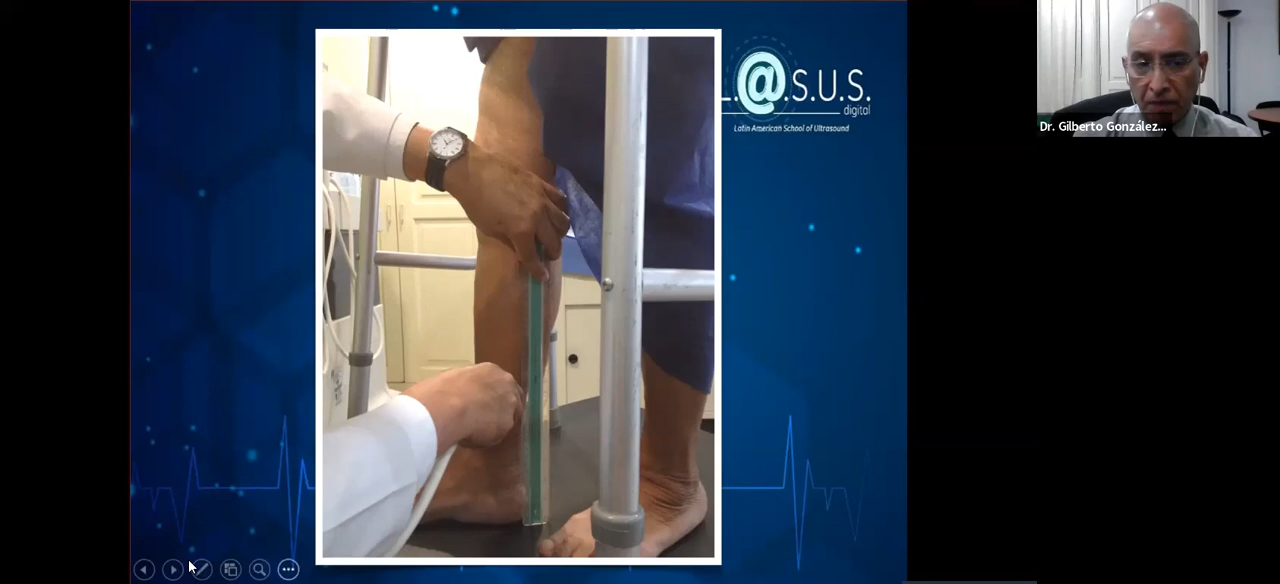 L.@.S.U.S.
digital
Latin American School of Ultrasound
Dr. Gilberto González...